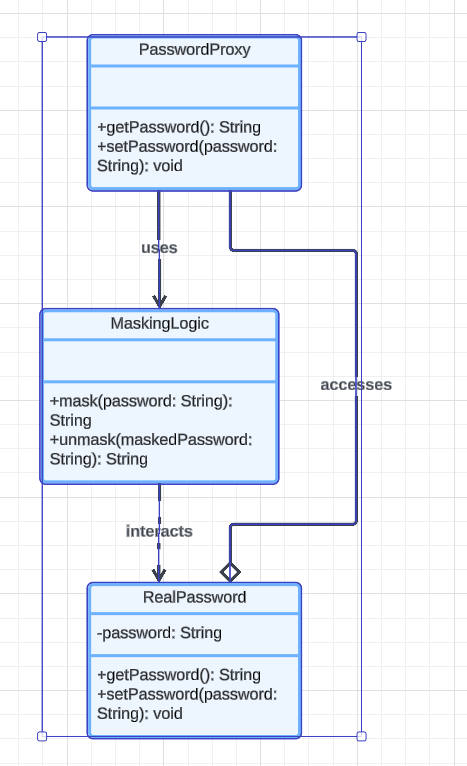 PasswordProxy
+getPassword(): String
+setPassword(password:
String): void
uses
MaskingLogic
+mask(password: String):
String
+unmask(maskedPassword:
String): String
accesses
interacts
RealPassword
-password: String
+getPassword(): String
+setPassword(password:
String): void